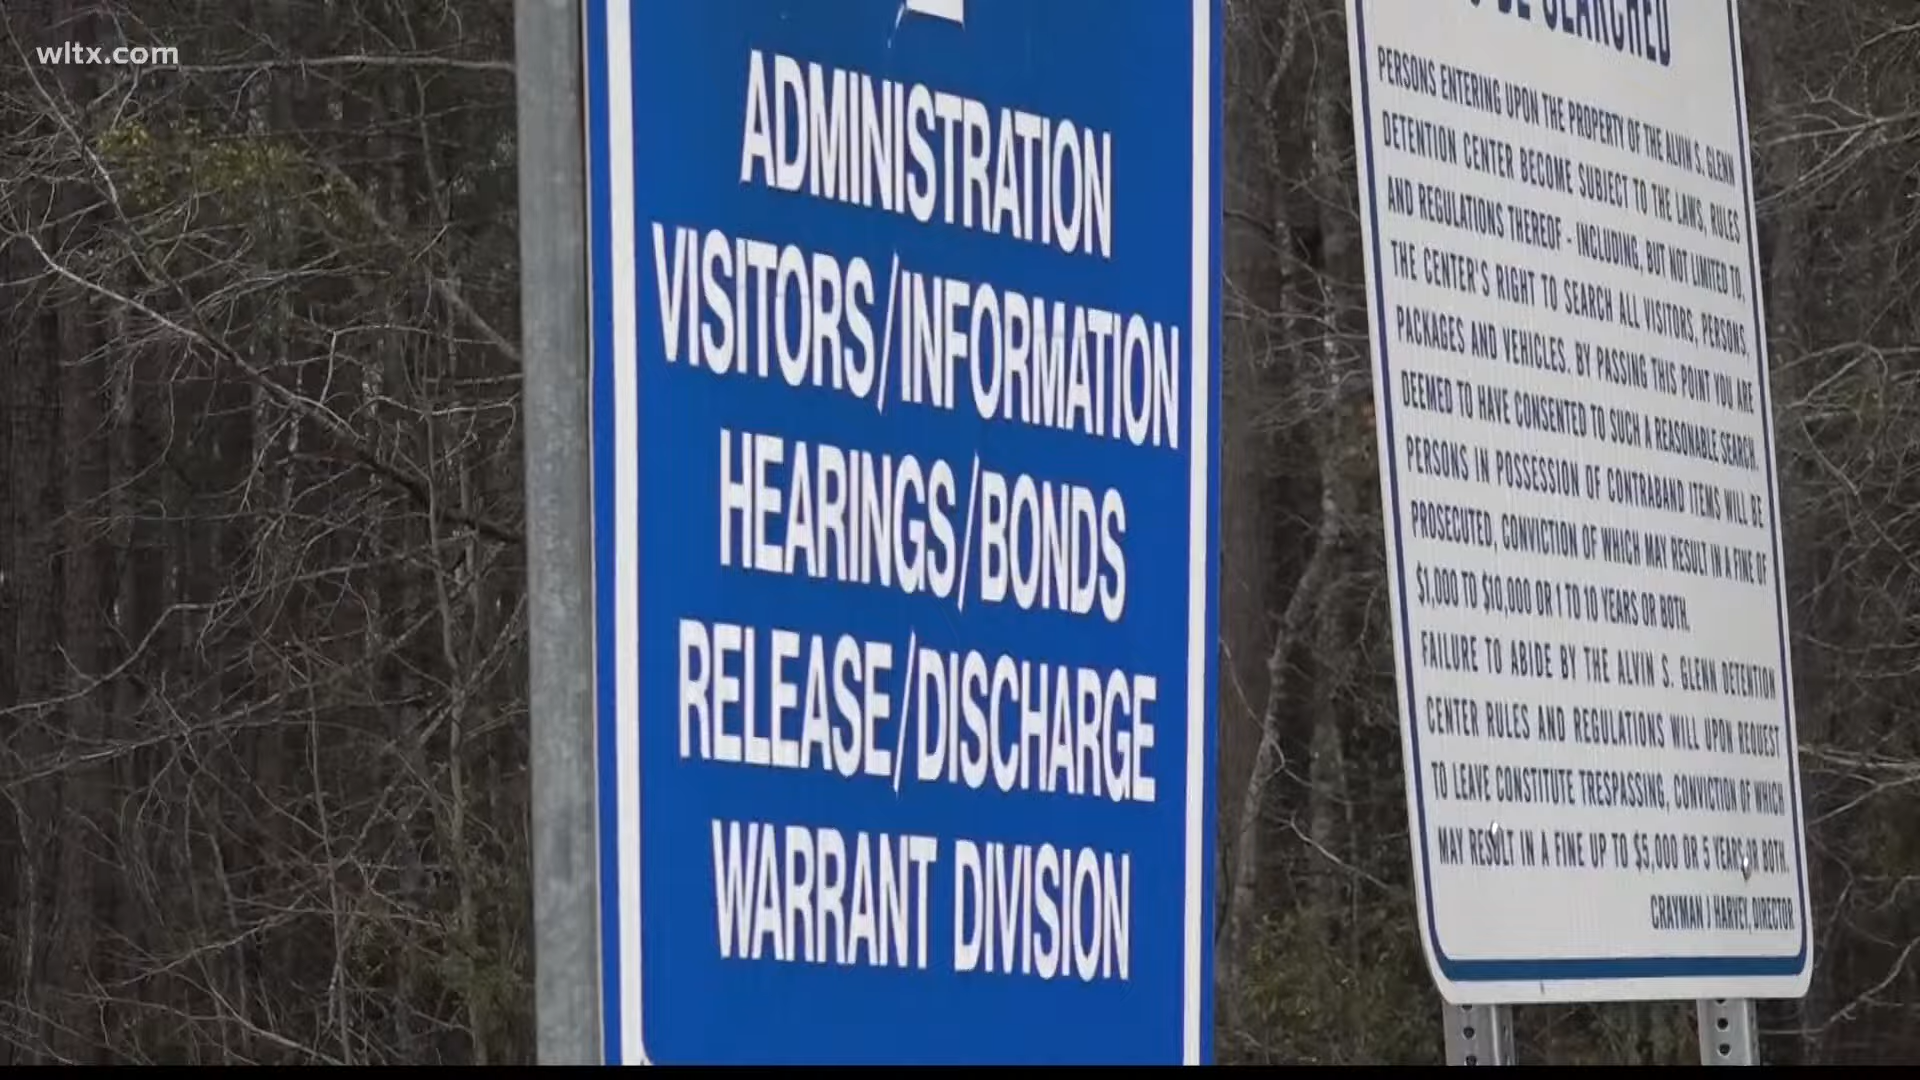 wltx.com
ADMINISTRATION
VISITORS/INFORMATION
HEARINGS/BONDS
RELEASE/DISCHARGE
WARRANT DIVISION
BE SEARCHED
PERSONS ENTERING UPON THE PROPERTY OF THE ALVIN S. GLENN
DETENTION CENTER BECOME SUBJECT TO THE LAWS, RULES
AND REGULATIONS THEREOF - INCLUDING, BUT NOT LIMITED TO,
THE CENTER'S RIGHT TO SEARCH ALL VISITORS, PERSONS,
PACKAGES AND VEHICLES. BY PASSING THIS POINT YOU ARE
DEEMED TO HAVE CONSENTED TO SUCH A REASONABLE SEARCH.
PERSONS IN POSSESSION OF CONTRABAND ITEMS WILL BE
PROSECUTED, CONVICTION OF WHICH MAY RESULT IN A FINE OF
$1,000 TO $10,000 OR 1 TO 10 YEARS OR BOTH.
FAILURE TO ABIDE BY THE ALVIN S. GLENN DETENTION
CENTER RULES AND REGULATIONS WILL UPON REQUEST
TO LEAVE CONSTITUTE TRESPASSING, CONVICTION OF WHICH
MAY RESULT IN A FINE UP TO $5,000 OR 5 YEARS OR BOTH.
CRAYMAN J HARVEY, DIRECTOR